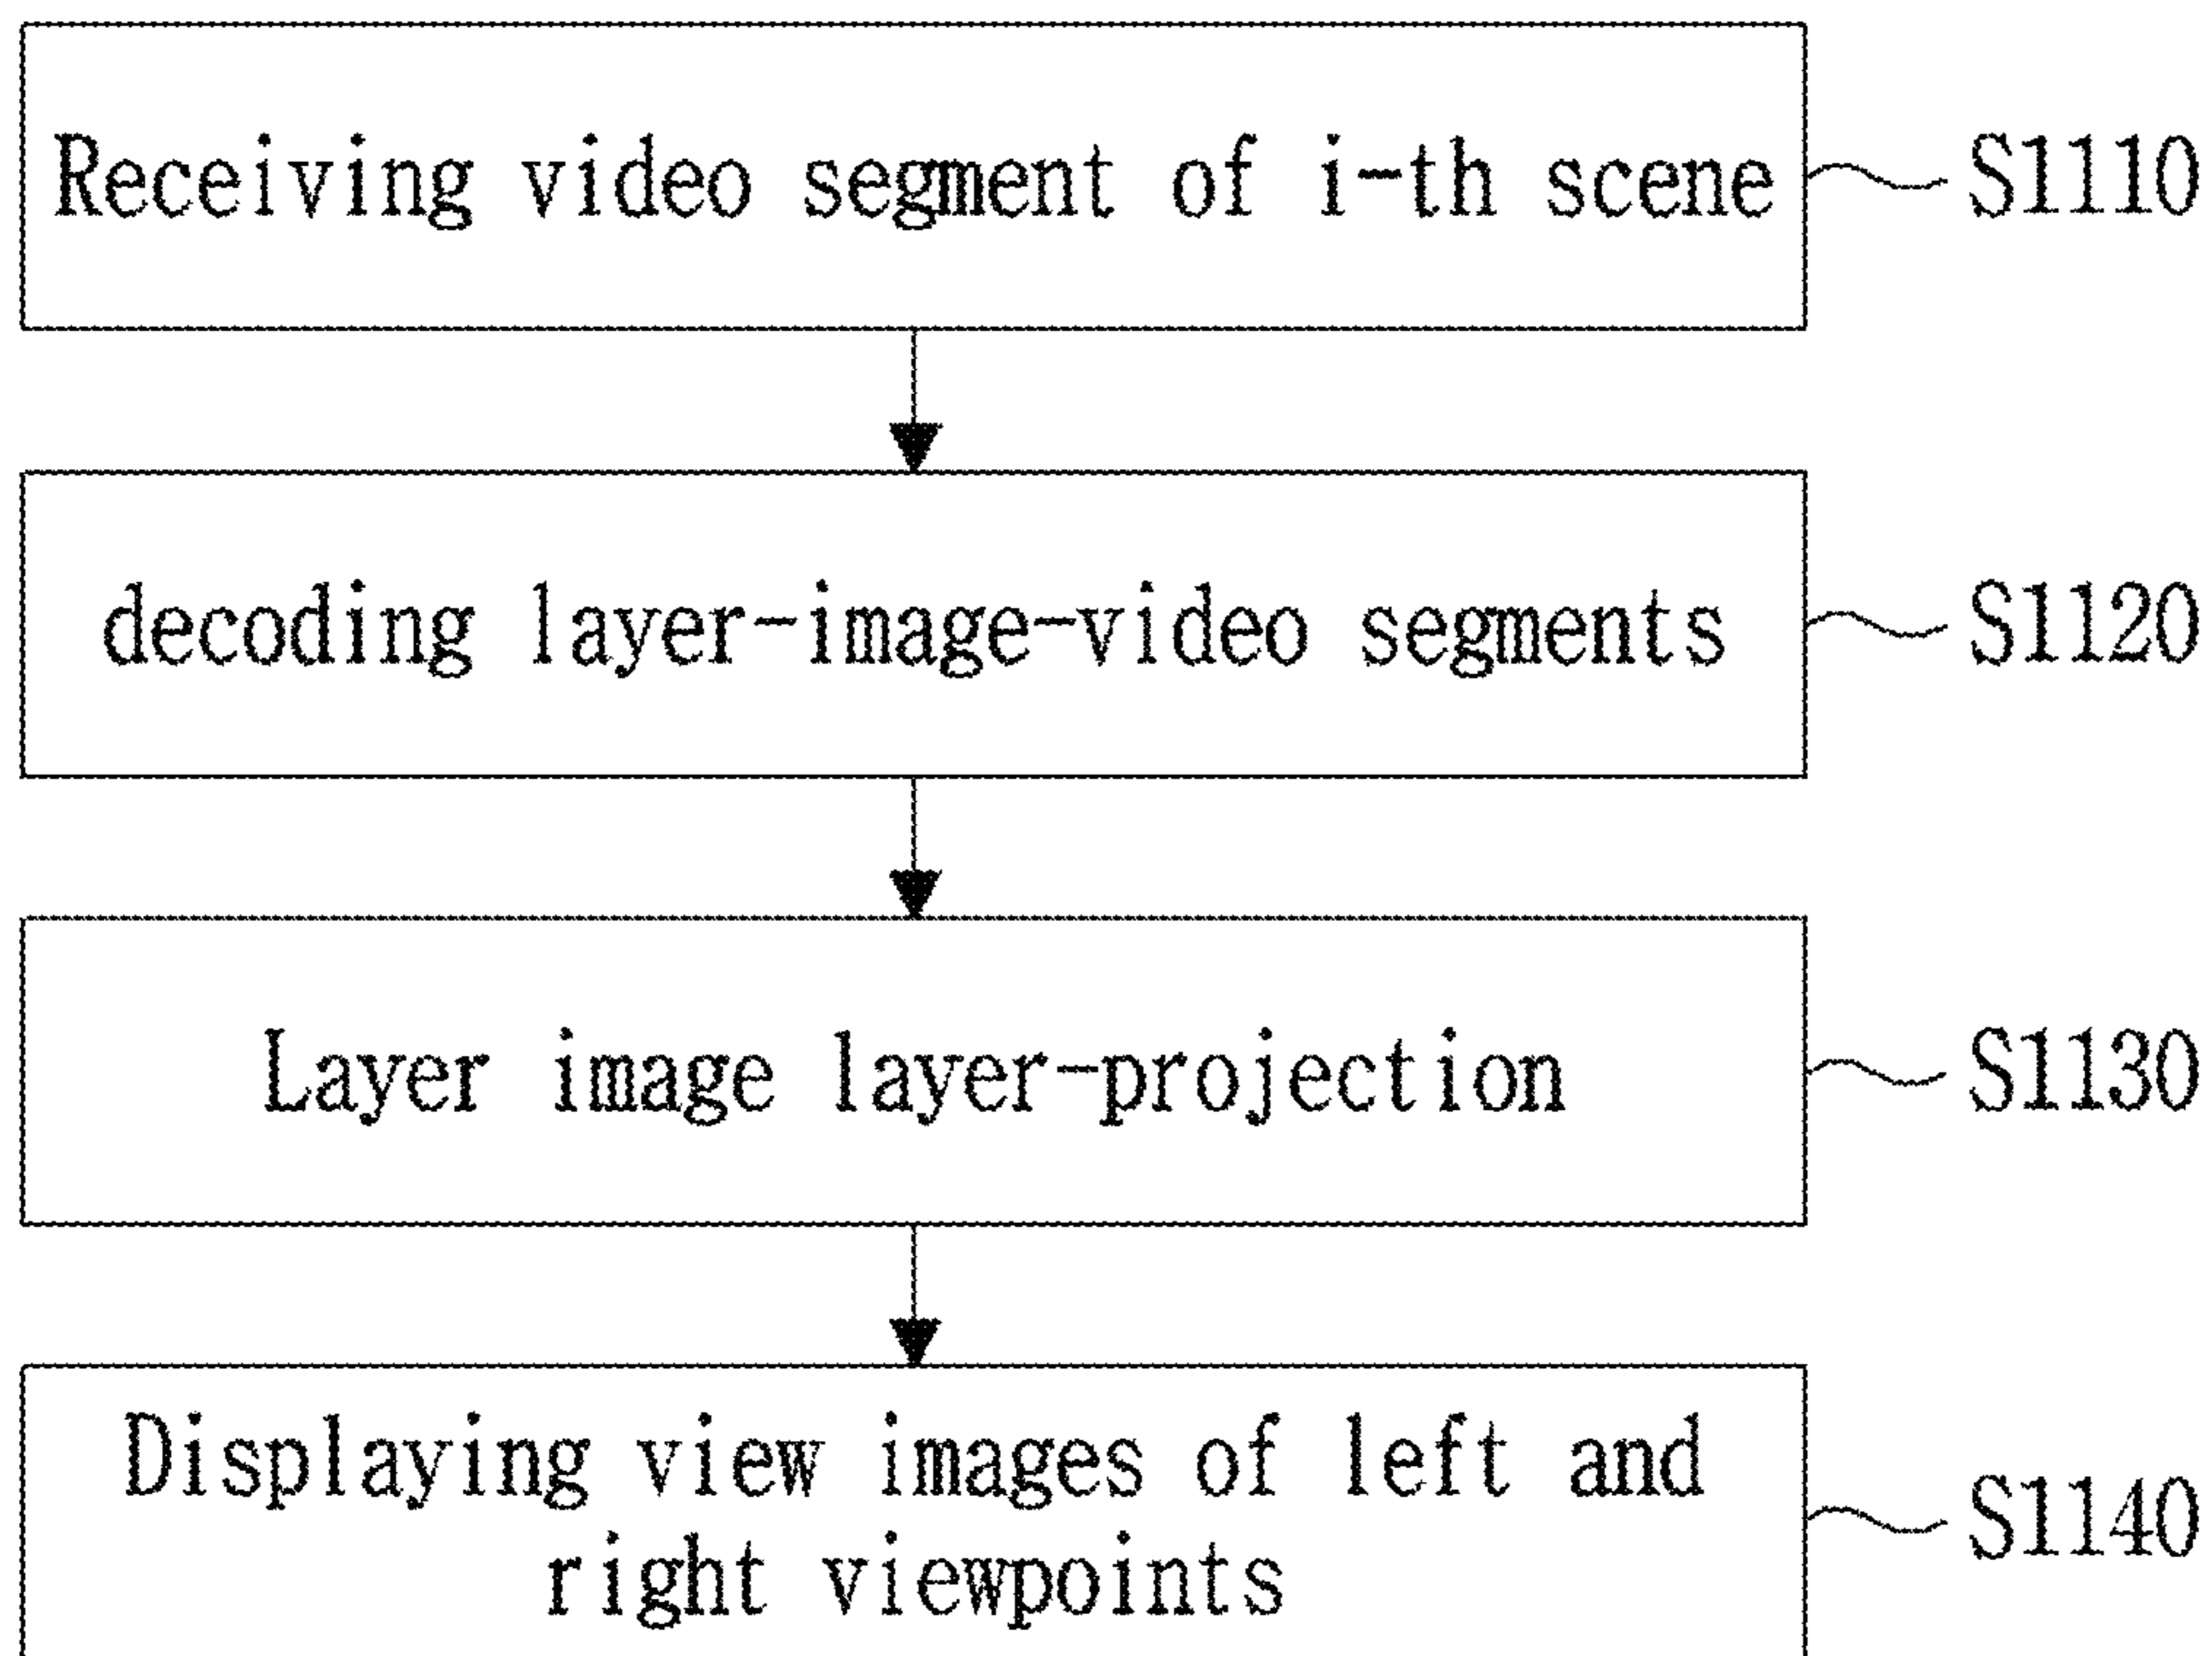 Receiving video segment of i-th scene
S1110
decoding layer-image-video segments
S1120
Layer image layer-projection
S1130
Displaying view images of left and
right viewpoints
S1140